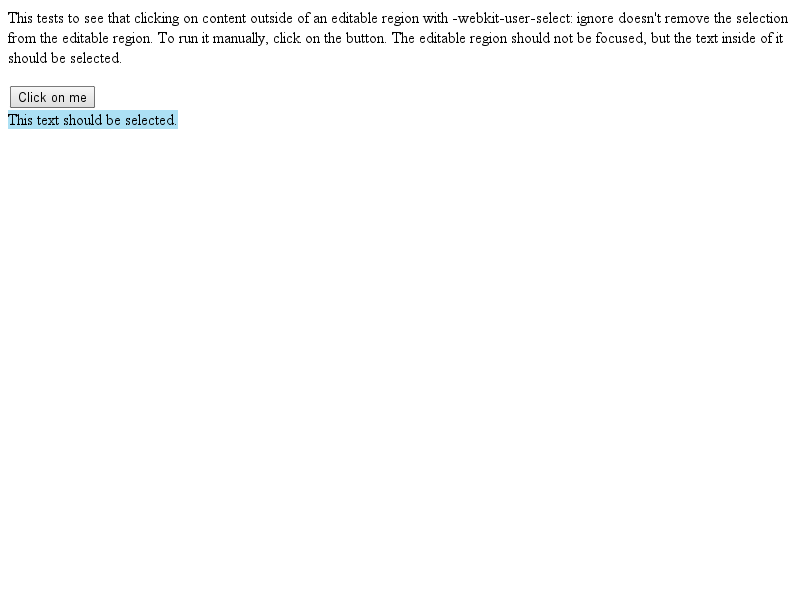 This tests to see that clicking on content outside of an editable region with -webkit-user-select: ignore doesn't remove the selection
from the editable region. To run it manually, click on the button. The editable region should not be focused, but the text inside of it
should be selected.
Click on me
This text should be selected.